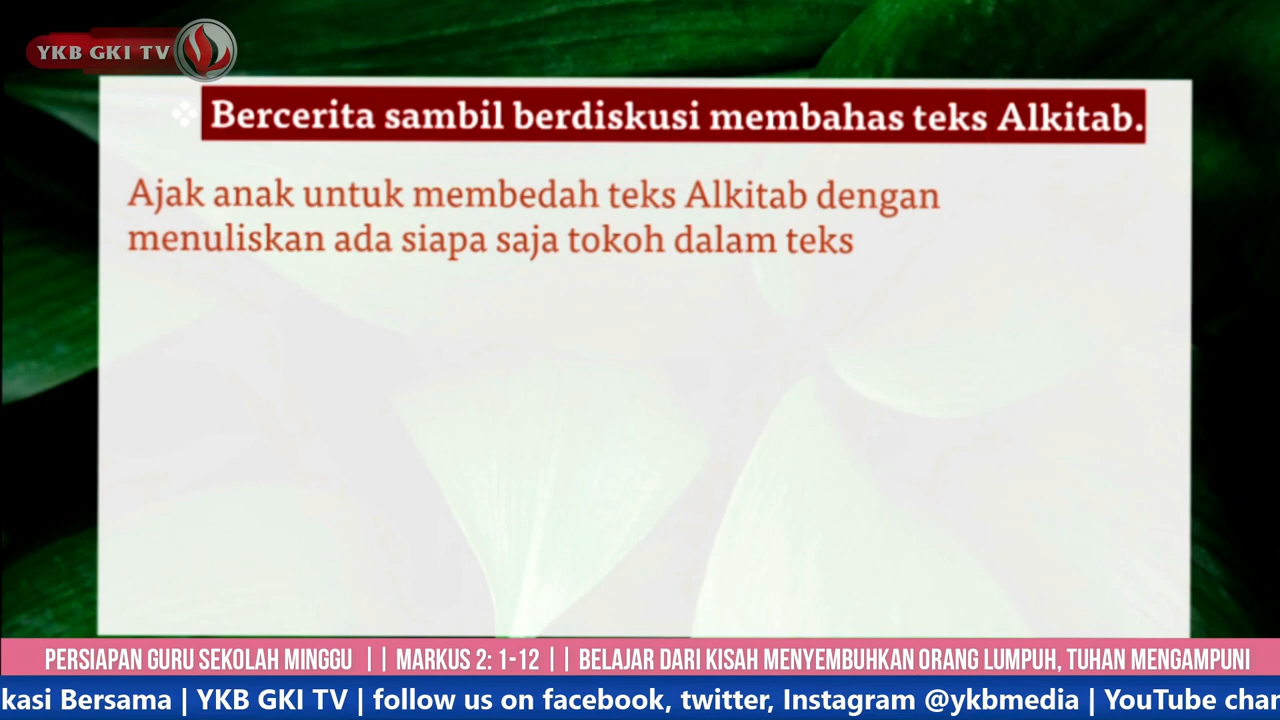 YKB GKI TV
Bercerita sambil berdiskusi membahas teks Alkitab.
Ajak anak untuk membedah teks Alkitab dengan
menuliskan ada siapa saja tokoh dalam teks
PERSIAPAN GURU SEKOLAH MINGGU || MARKUS 2: 1-12 || BELAJAR DARI KISAH MENYEMBUHKAN ORANG LUMPUH, TUHAN MENGAMPUNI
kasi Bersama | YKB GKI TV | follow us on facebook, twitter, Instagram @ykbmedia | YouTube chan